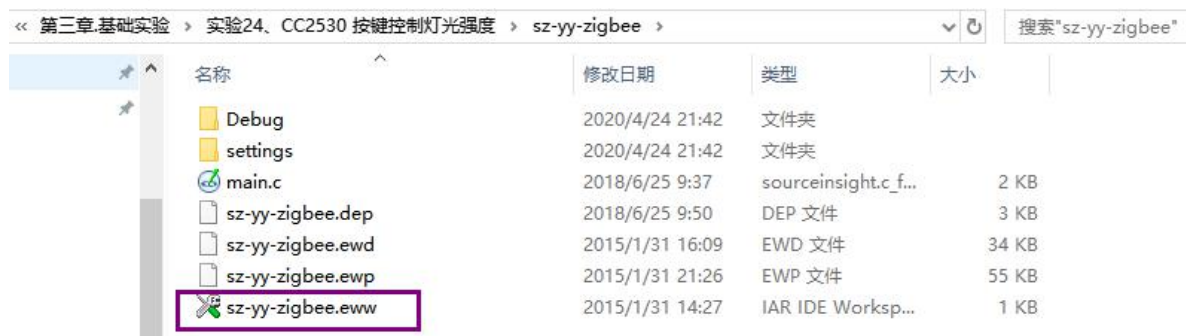 « 第三章.基础实验 › 实验24、CC2530 按键控制灯光强度 › sz-yy-zigbee › 搜索"sz-yy-zigbee"
名称 修改日期 类型 大小
Debug 2020/4/24 21:42 文件夹
settings 2020/4/24 21:42 文件夹
main.c 2018/6/25 9:37 sourceinsight.c_f... 2 KB
sz-yy-zigbee.dep 2018/6/25 9:50 DEP 文件 3 KB
sz-yy-zigbee.ewd 2015/1/31 16:09 EWD 文件 34 KB
sz-yy-zigbee.ewp 2015/1/31 21:26 EWP 文件 55 KB
sz-yy-zigbee.eww 2015/1/31 14:27 IAR IDE Worksp... 1 KB